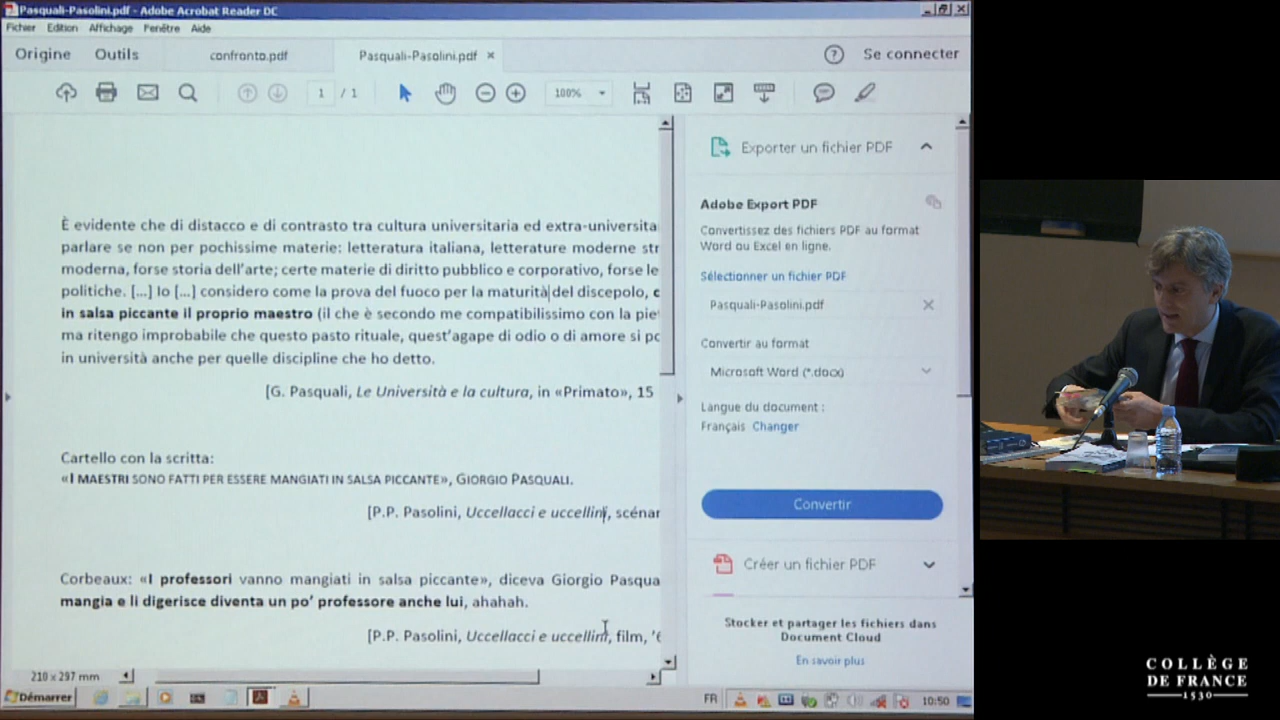 Pasquali-Pasolini.pdf - Adobe Acrobat Reader DC
Fichier Edition Affichage Fenêtre Aide
Origine Outils confronto.pdf Pasquali-Pasolini.pdf × Se connecter
1 / 1 100%
È evidente che di distacco e di contrasto tra cultura universitaria ed extra-universita
parlare se non per pochissime materie: letteratura italiana, letterature moderne str
moderna, forse storia dell'arte; certe materie di diritto pubblico e corporativo, forse le
politiche. [...] Io [...] considero come la prova del fuoco per la maturità del discepolo, c
in salsa piccante il proprio maestro (il che è secondo me compatibilissimo con la pie
ma ritengo improbabile che questo pasto rituale, quest'agape di odio o di amore si po
in università anche per quelle discipline che ho detto.
[G. Pasquali, Le Università e la cultura, in «Primato», 15
Cartello con la scritta:
«I MAESTRI SONO FATTI PER ESSERE MANGIATI IN SALSA PICCANTE», GIORGIO PASQUALI.
[P.P. Pasolini, Uccellacci e uccellini, scénar
Corbeaux: «I professori vanno mangiati in salsa piccante», diceva Giorgio Pasqua
mangia e li digerisce diventa un po' professore anche lui, ahahah.
[P.P. Pasolini, Uccellacci e uccellini, film, '6
210 x 297 mm
Exporter un fichier PDF
Adobe Export PDF
Convertissez des fichiers PDF au format
Word ou Excel en ligne.
Sélectionner un fichier PDF
Pasquali-Pasolini.pdf
Convertir au format
Microsoft Word (*.docx)
Langue du document :
Français Changer
Convertir
Créer un fichier PDF
Stocker et partager les fichiers dans
Document Cloud
En savoir plus
Démarrer FR 10:50
COLLÈGE
DE FRANCE
1530